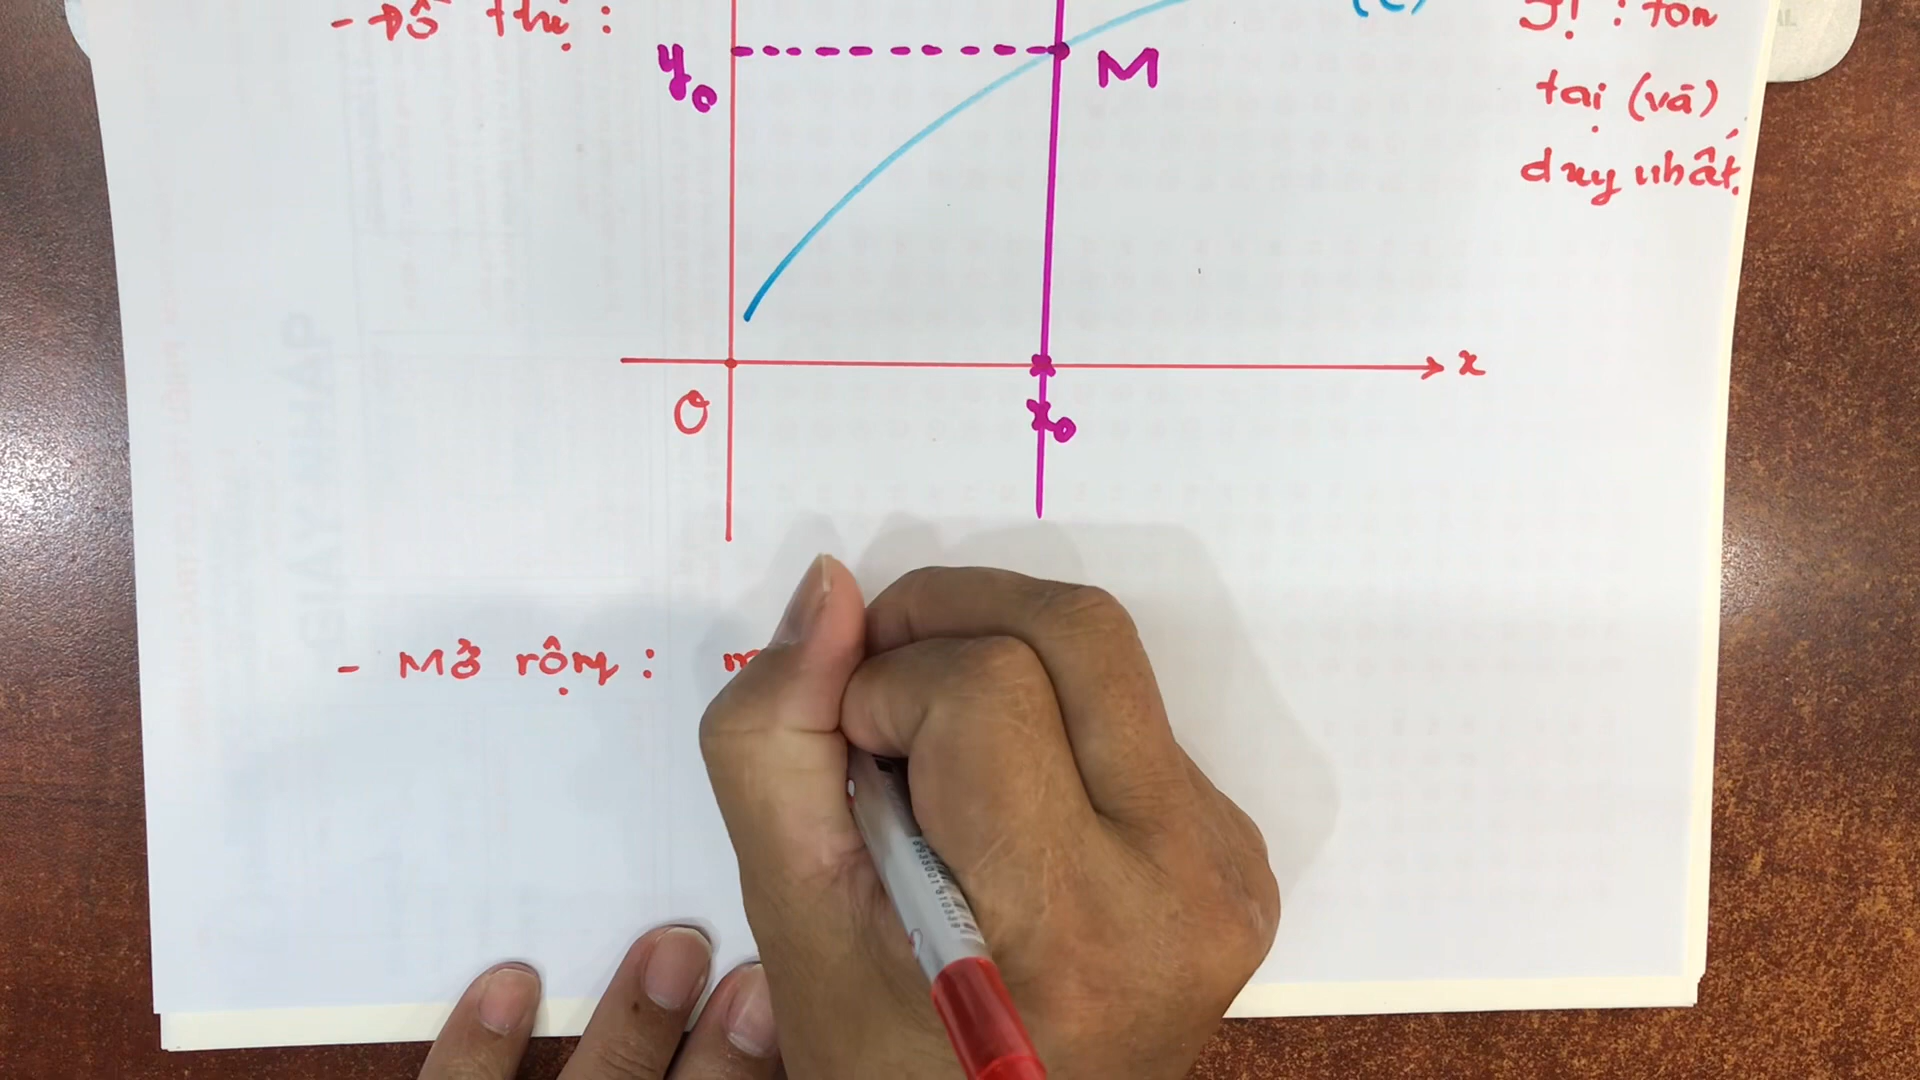 - Đồ thị :
(C)
∃! : tồn
tại (và)
duy nhất.
y₀
M
x
O
x₀
- Mở rộng :